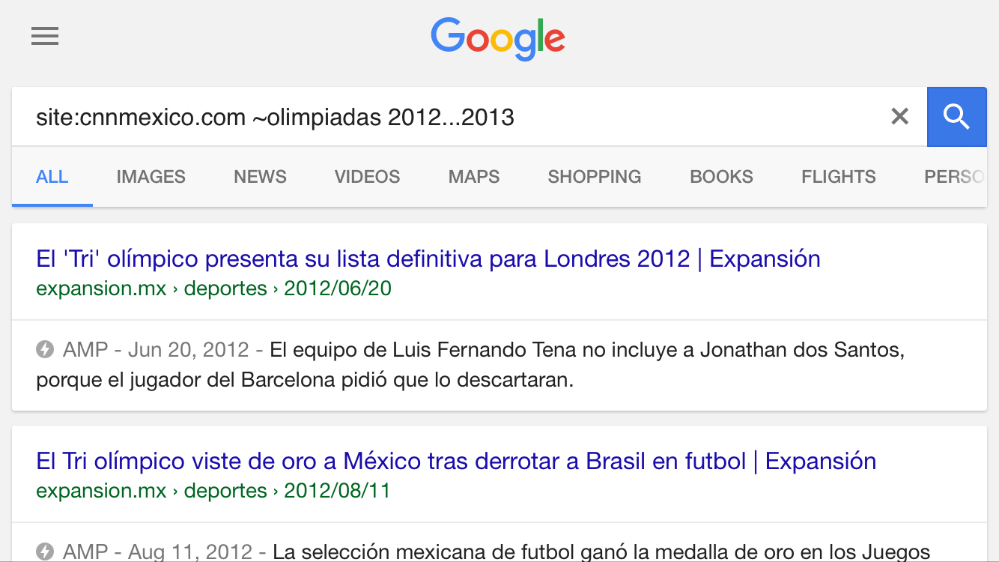 Google
site:cnnmexico.com ~olimpiadas 2012...2013
ALL IMAGES NEWS VIDEOS MAPS SHOPPING BOOKS FLIGHTS PERSO
El 'Tri' olímpico presenta su lista definitiva para Londres 2012 | Expansión
expansion.mx › deportes › 2012/06/20
AMP - Jun 20, 2012 - El equipo de Luis Fernando Tena no incluye a Jonathan dos Santos,
porque el jugador del Barcelona pidió que lo descartaran.
El Tri olímpico viste de oro a México tras derrotar a Brasil en futbol | Expansión
expansion.mx › deportes › 2012/08/11
AMP - Aug 11, 2012 - La selección mexicana de futbol ganó la medalla de oro en los Juegos